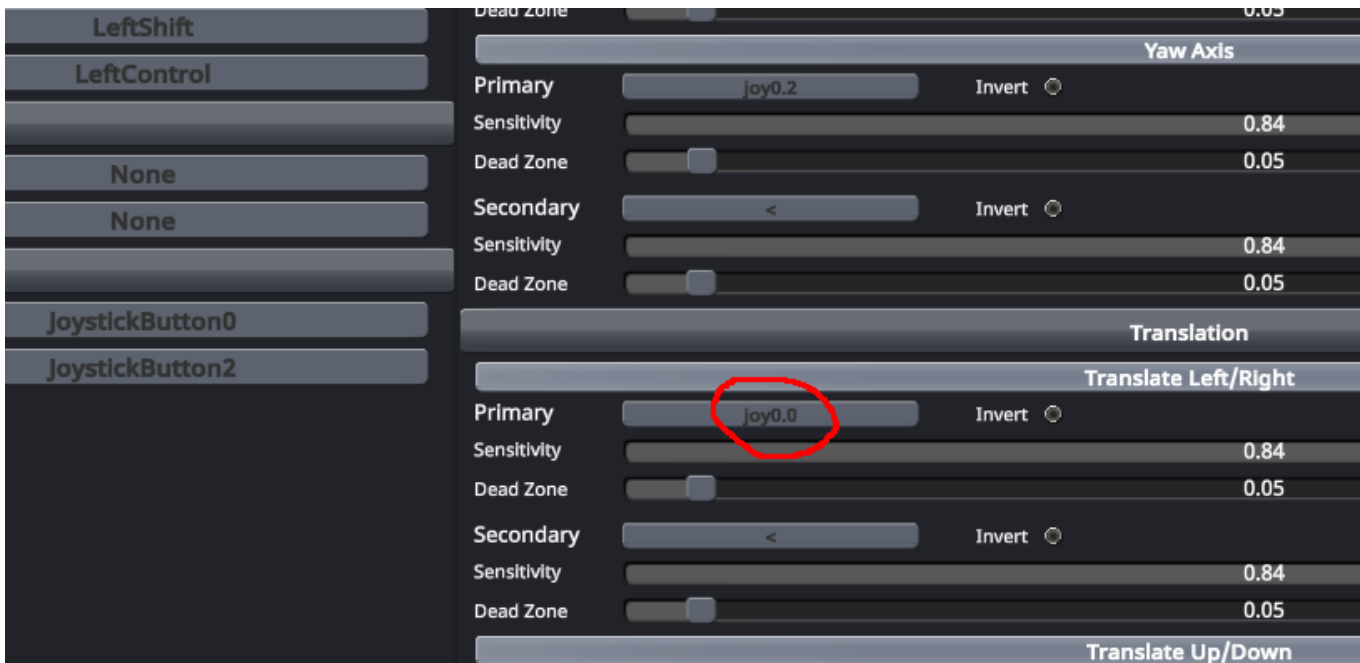 LeftShift
LeftControl
None
None
JoystickButton0
JoystickButton2
Dead Zone 0.05
Yaw Axis
Primary joy0.2 Invert
Sensitivity 0.84
Dead Zone 0.05
Secondary < Invert
Sensitivity 0.84
Dead Zone 0.05
Translation
Translate Left/Right
Primary joy0.0 Invert
Sensitivity 0.84
Dead Zone 0.05
Secondary < Invert
Sensitivity 0.84
Dead Zone 0.05
Translate Up/Down